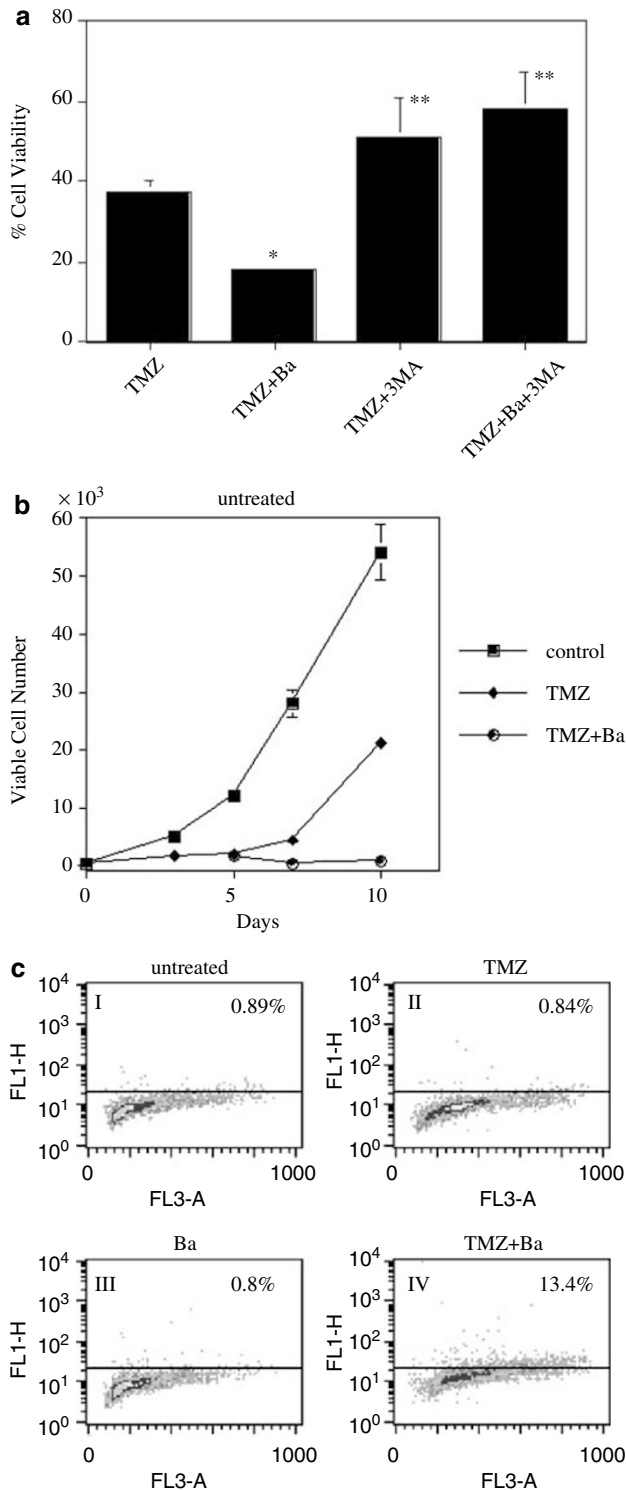 a
80
60
40
20
0
% Cell Viability
*
**
**
TMZ
TMZ+Ba
TMZ+3MA
TMZ+Ba+3MA
b
× 10³
untreated
60
50
40
30
20
10
0
Viable Cell Number
0
5
10
Days
control
TMZ
TMZ+Ba
c
untreated
I
0.89%
10⁴
10³
10²
10¹
10⁰
FL1-H
0
1000
FL3-A
TMZ
II
0.84%
10⁴
10³
10²
10¹
10⁰
FL1-H
0
1000
FL3-A
Ba
III
0.8%
10⁴
10³
10²
10¹
10⁰
FL1-H
0
1000
FL3-A
TMZ+Ba
IV
13.4%
10⁴
10³
10²
10¹
10⁰
FL1-H
0
1000
FL3-A